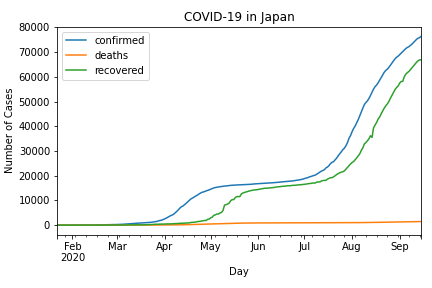 COVID-19 in Japan
confirmed
deaths
recovered
80000
70000
60000
50000
40000
30000
20000
10000
0
Number of Cases
Feb Mar Apr May Jun Jul Aug Sep
2020
Day